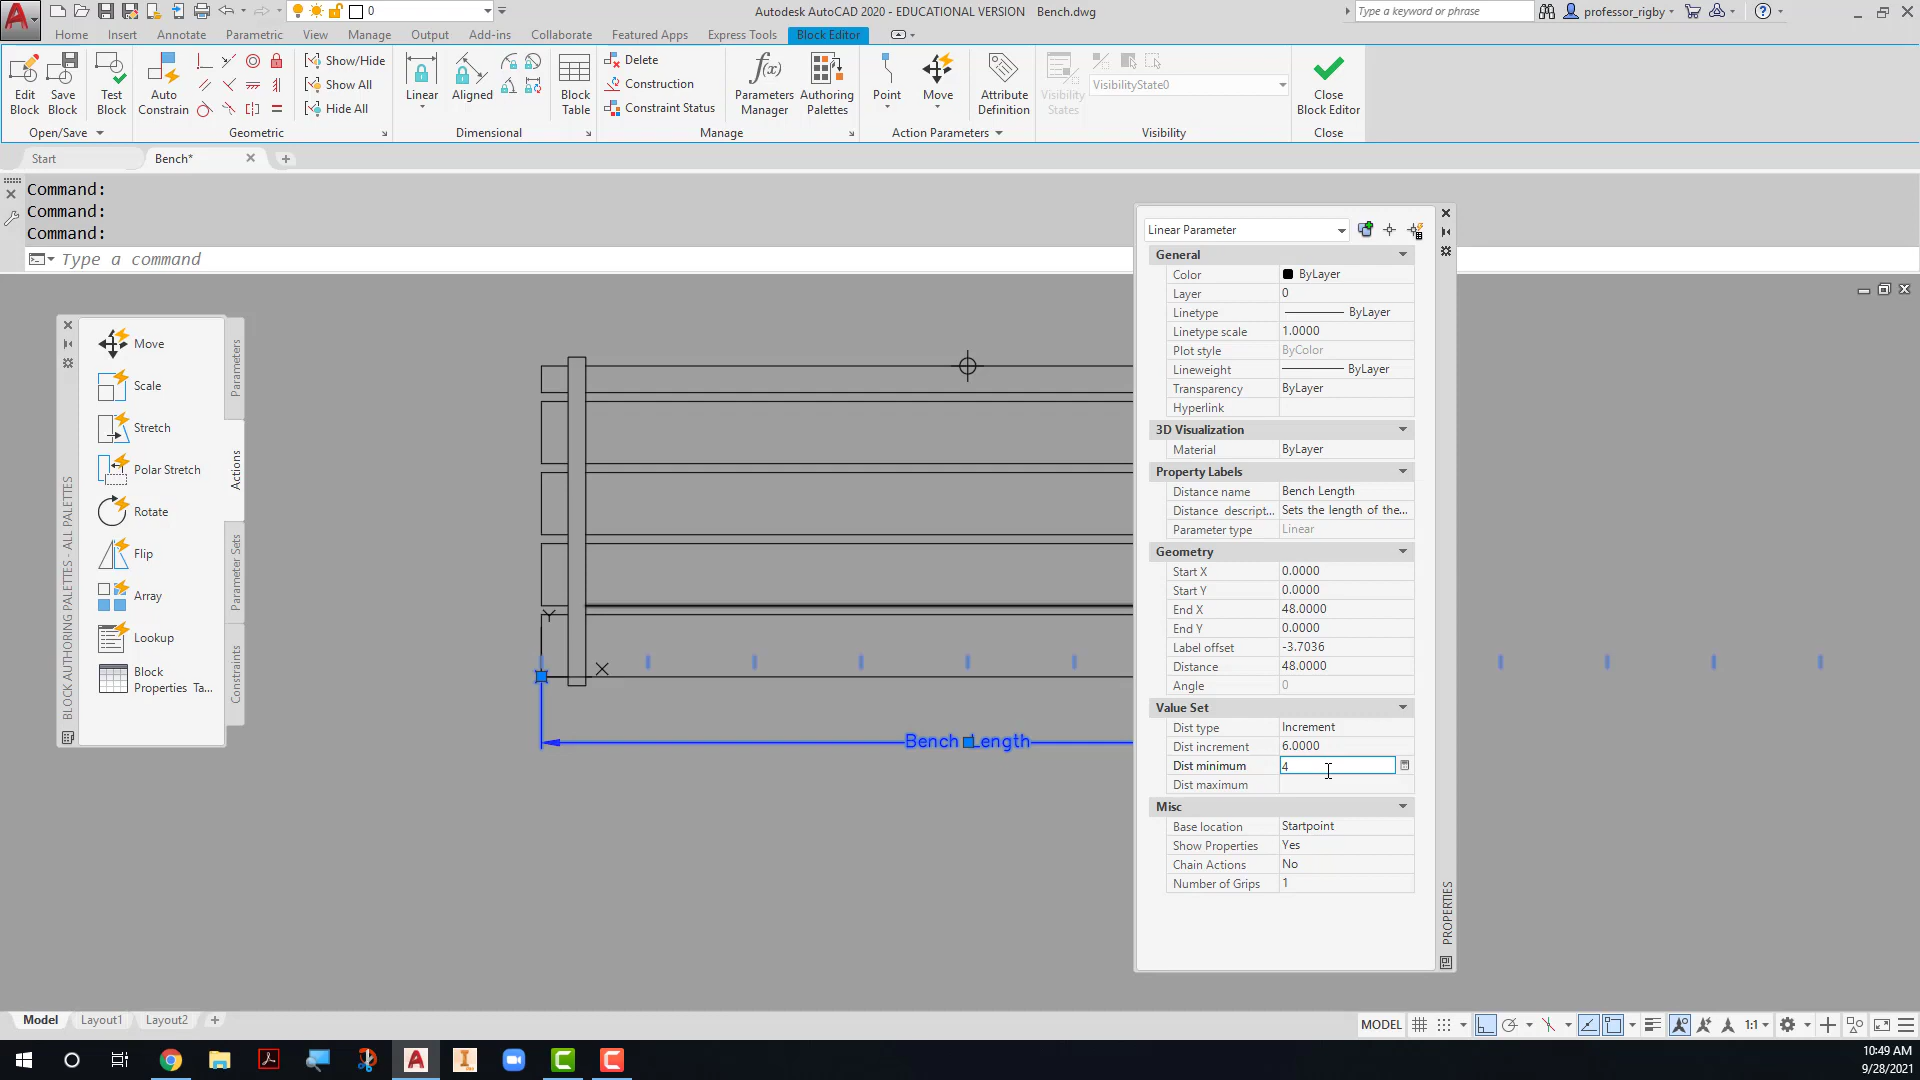 0
Autodesk AutoCAD 2020 - EDUCATIONAL VERSION Bench.dwg
Type a keyword or phrase
professor_rigby
Home Insert Annotate Parametric View Manage Output Add-ins Collaborate Featured Apps Express Tools Block Editor
Edit Block
Save Block
Test Block
Auto Constrain
Show/Hide
Show All
Hide All
Linear
Aligned
Block Table
Delete
Construction
Constraint Status
Parameters Manager
Authoring Palettes
Point
Move
Attribute Definition
Visibility States
VisibilityState0
Close Block Editor
Open/Save
Geometric
Dimensional
Manage
Action Parameters
Visibility
Close
Start
Bench*
Command:
Command:
Command:
Type a command
Move
Scale
Stretch
Polar Stretch
Rotate
Flip
Array
Lookup
Block
Properties Ta...
Parameters
Actions
Parameter Sets
Constraints
BLOCK AUTHORING PALETTES - ALL PALETTES
Y
X
Bench Length
Linear Parameter
General
Color ByLayer
Layer 0
Linetype ByLayer
Linetype scale 1.0000
Plot style ByColor
Lineweight ByLayer
Transparency ByLayer
Hyperlink
3D Visualization
Material ByLayer
Property Labels
Distance name Bench Length
Distance descript... Sets the length of the...
Parameter type Linear
Geometry
Start X 0.0000
Start Y 0.0000
End X 48.0000
End Y 0.0000
Label offset -3.7036
Distance 48.0000
Angle 0
Value Set
Dist type Increment
Dist increment 6.0000
Dist minimum 4
Dist maximum
Misc
Base location Startpoint
Show Properties Yes
Chain Actions No
Number of Grips 1
PROPERTIES
Model Layout1 Layout2
MODEL
1:1
10:49 AM
9/28/2021